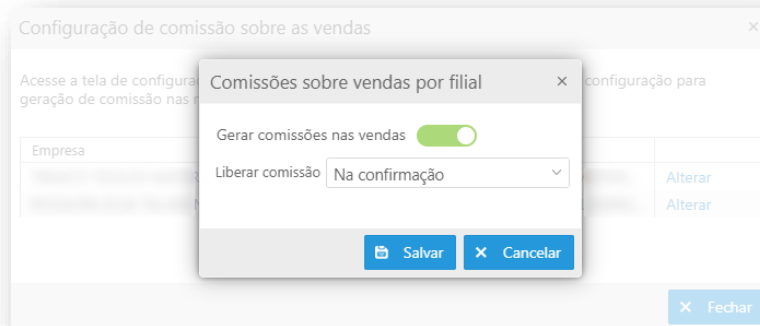 Configuração de comissão sobre as vendas
Acesse a tela de configura
configuração para
geração de comissão nas
Comissões sobre vendas por filial
Gerar comissões nas vendas
Liberar comissão Na confirmação
Salvar Cancelar
Empresa
Alterar
Alterar
Fechar